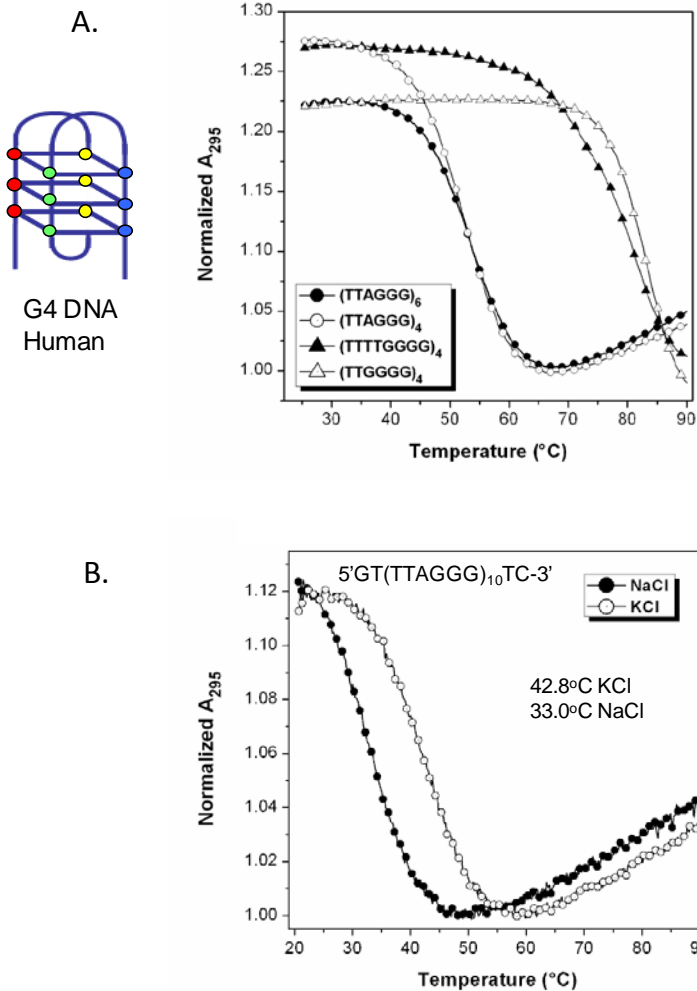 A.
G4 DNA
Human
Normalized A295
1.30
1.25
1.20
1.15
1.10
1.05
1.00
(TTAGGG)6
(TTAGGG)4
(TTTTGGGG)4
(TTGGGG)4
30 40 50 60 70 80 90
Temperature (°C)
B.
Normalized A295
1.12
1.10
1.08
1.06
1.04
1.02
1.00
5'GT(TTAGGG)10TC-3'
NaCl
KCl
42.8oC KCl
33.0oC NaCl
20 30 40 50 60 70 80 9
Temperature (°C)